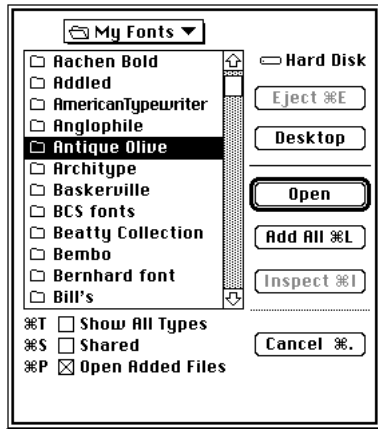 My Fonts
Aachen Bold
Addled
AmericanTypewriter
Anglophile
Antique Olive
Architype
Baskerville
BCS fonts
Beatty Collection
Bembo
Bernhard font
Bill's
Hard Disk
Eject ⌘E
Desktop
Open
Add All ⌘L
Inspect ⌘I
Cancel ⌘.
⌘T Show All Types
⌘S Shared
⌘P Open Added Files